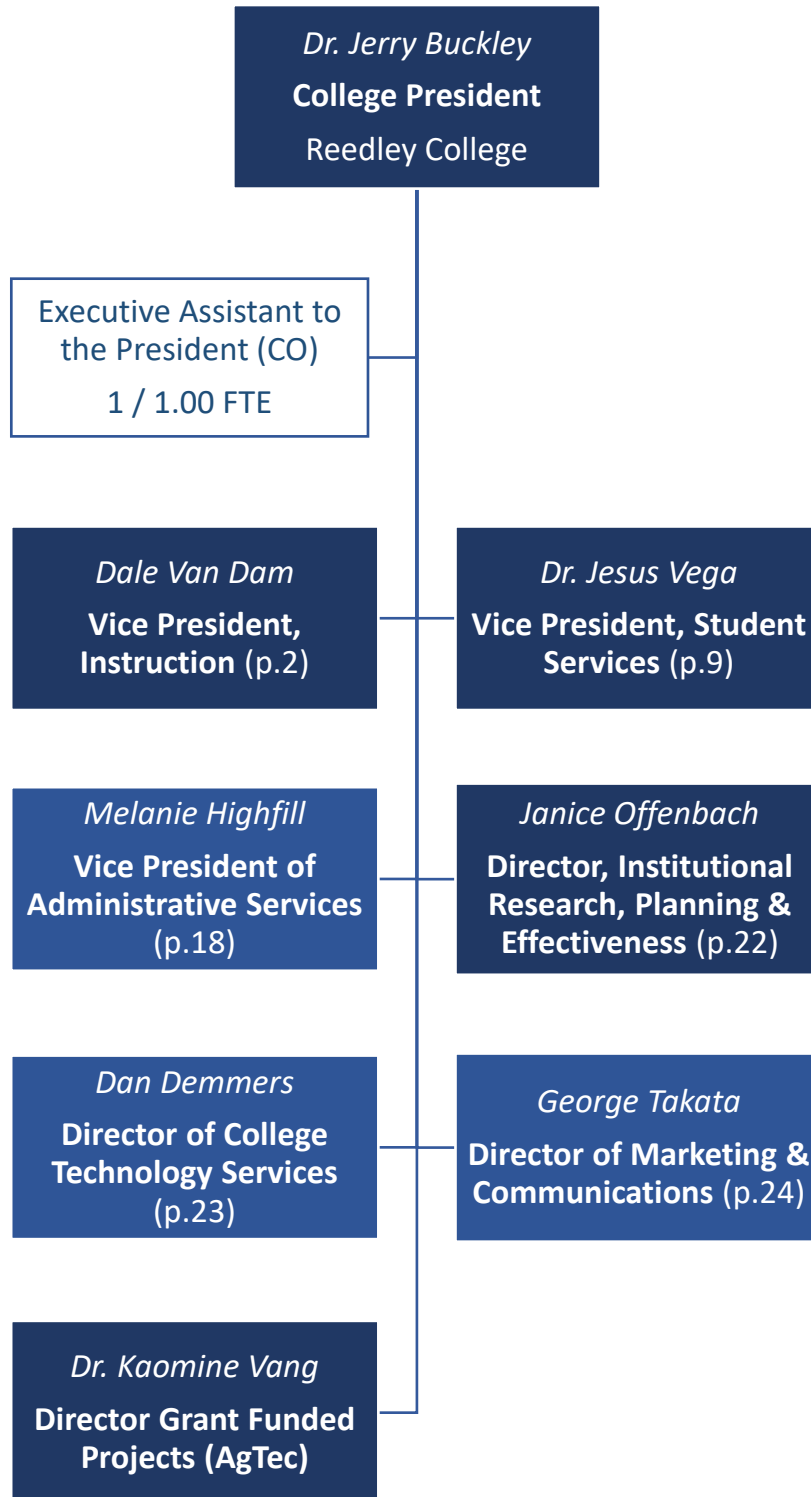 Dr. Jerry Buckley
College President
Reedley College
Executive Assistant to
the President (CO)
1 / 1.00 FTE
Dale Van Dam
Vice President,
Instruction (p.2)
Dr. Jesus Vega
Vice President, Student
Services (p.9)
Melanie Highfill
Vice President of
Administrative Services
(p.18)
Janice Offenbach
Director, Institutional
Research, Planning &
Effectiveness (p.22)
Dan Demmers
Director of College
Technology Services
(p.23)
George Takata
Director of Marketing &
Communications (p.24)
Dr. Kaomine Vang
Director Grant Funded
Projects (AgTec)